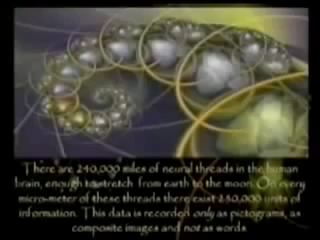 There are 240,000 miles of neural threads in the human
brain, enough to stretch from earth to the moon. On every
micro-meter of these threads there exist 230,000 units of
information. This data is recorded only as pictograms, as
composite images and not as words.